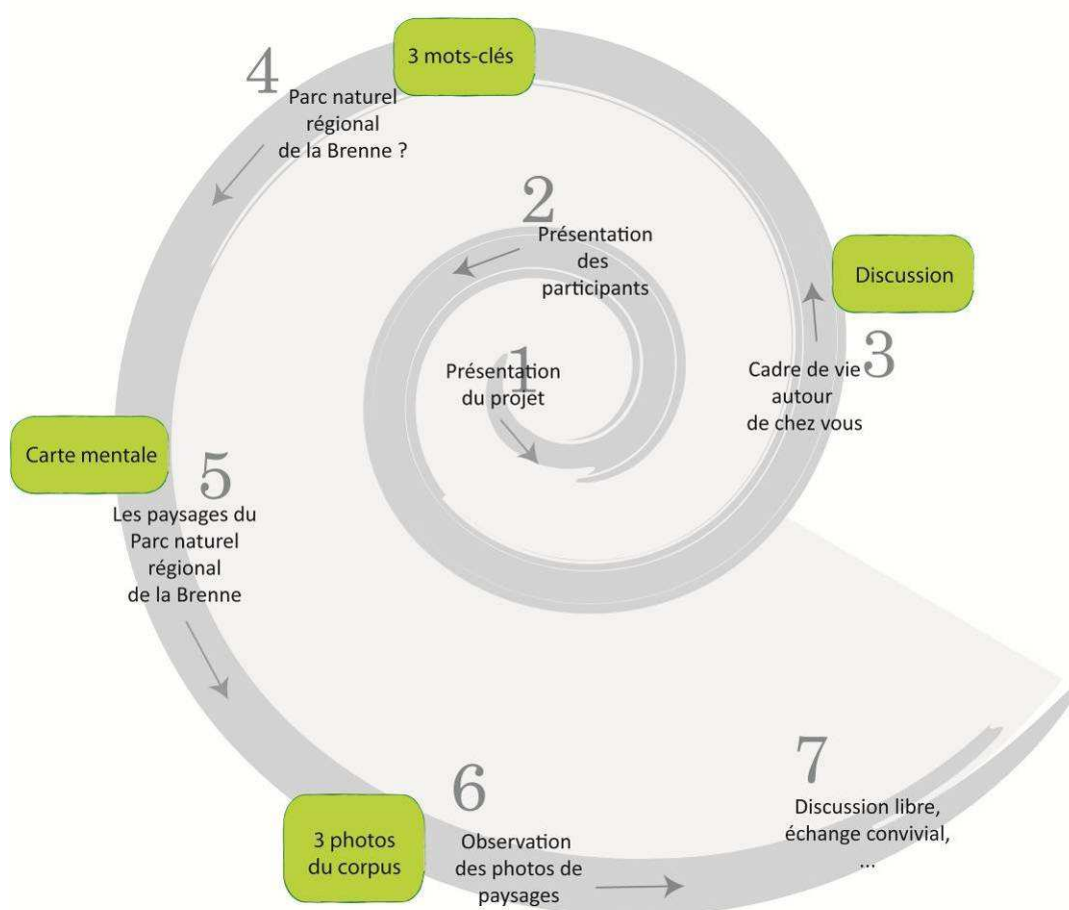 1
Présentation
du projet
2
Présentation
des
participants
3
Cadre de vie
autour
de chez vous
Discussion
4
Parc naturel
régional
de la Brenne ?
3 mots-clés
5
Les paysages du
Parc naturel
régional
de la Brenne
Carte mentale
6
Observation
des photos de
paysages
3 photos
du corpus
7
Discussion libre,
échange convivial,
...